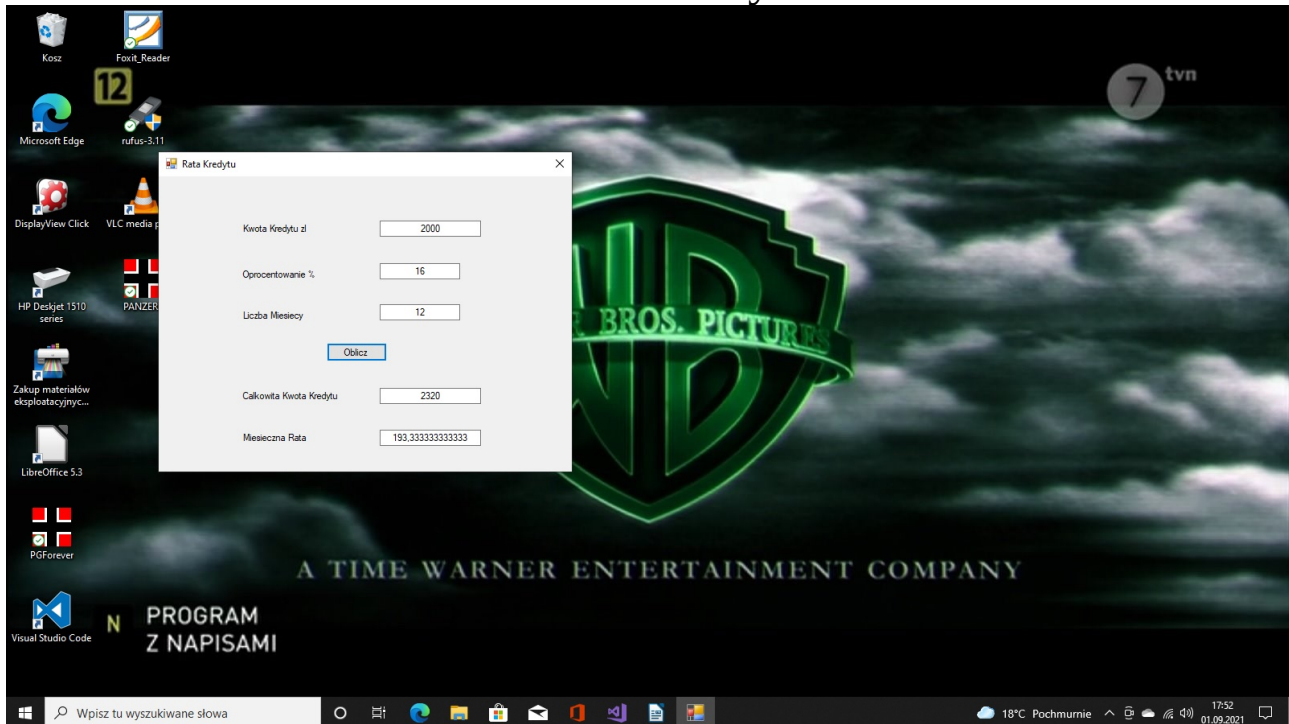 Kosz
Foxit_Reader
12
7 tvn
Microsoft Edge
rufus-3.11
Rata Kredytu
DisplayView Click
VLC media p
Kwota Kredytu zl
2000
Oprocentowanie %
16
HP Deskjet 1510
series
PANZER
Liczba Miesiecy
12
BROS. PICTURES
Oblicz
Zakup materiałów
eksploatacyjnyc...
Calkowita Kwota Kredytu
2320
Miesieczna Rata
193,333333333333
LibreOffice 5.3
PGForever
A TIME WARNER ENTERTAINMENT COMPANY
Visual Studio Code
N PROGRAM
Z NAPISAMI
Wpisz tu wyszukiwane słowa
18°C Pochmurnie
17:52
01.09.2021